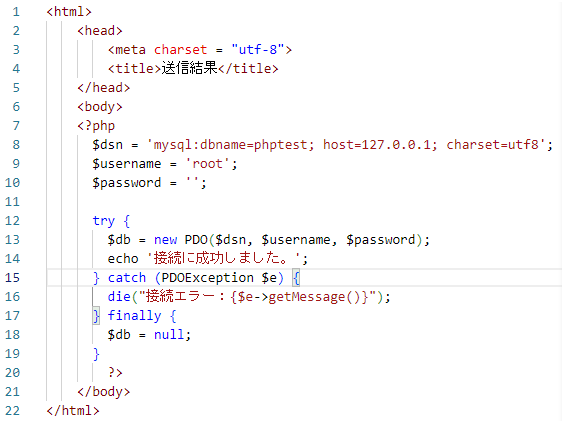 1 <html>
2 <head>
3 <meta charset = "utf-8">
4 <title>送信結果</title>
5 </head>
6 <body>
7 <?php
8 $dsn = 'mysql:dbname=phptest; host=127.0.0.1; charset=utf8';
9 $username = 'root';
10 $password = '';
11
12 try {
13 $db = new PDO($dsn, $username, $password);
14 echo '接続に成功しました。';
15 } catch (PDOException $e) {
16 die("接続エラー：{$e->getMessage()}");
17 } finally {
18 $db = null;
19 }
20 ?>
21 </body>
22 </html>